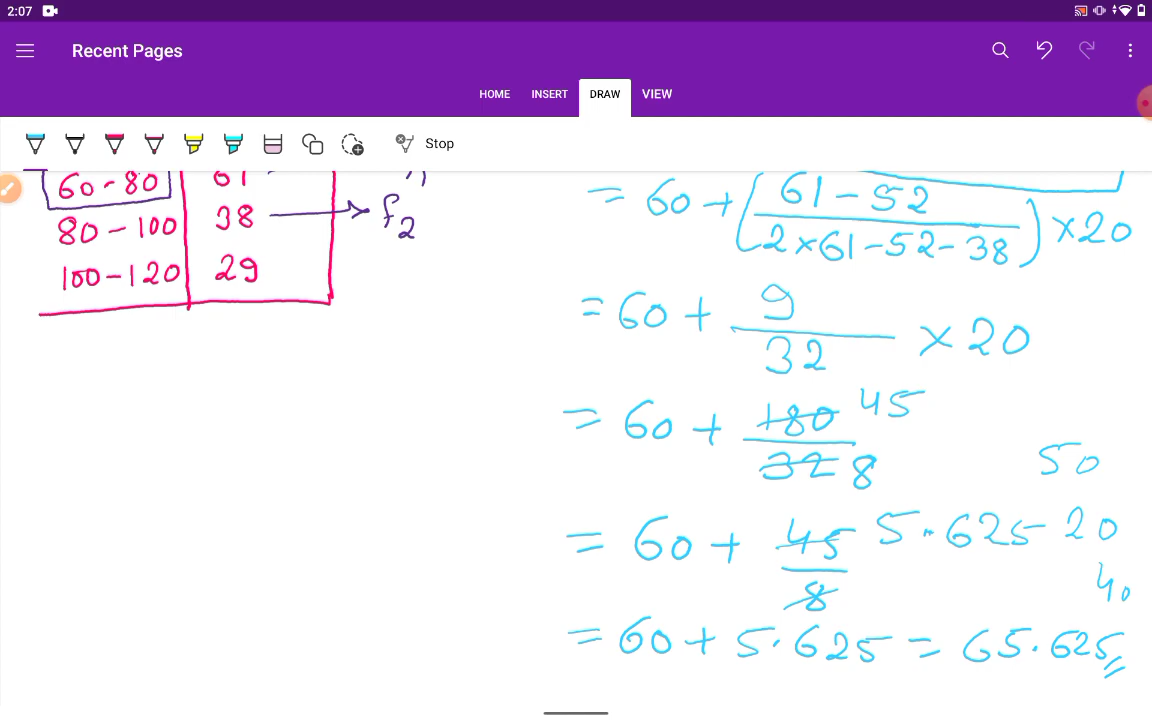 2:07
Recent Pages
HOME INSERT DRAW VIEW
Stop
60-80 61
80-100 38 → f2
100-120 29
= 60 + (61-52 / 2×61-52-38) ×20
= 60 + 9/32 × 20
= 60 + 180/32 45 8
50
= 60 + 45/8 5.625 20
40
= 60 + 5.625 = 65.625